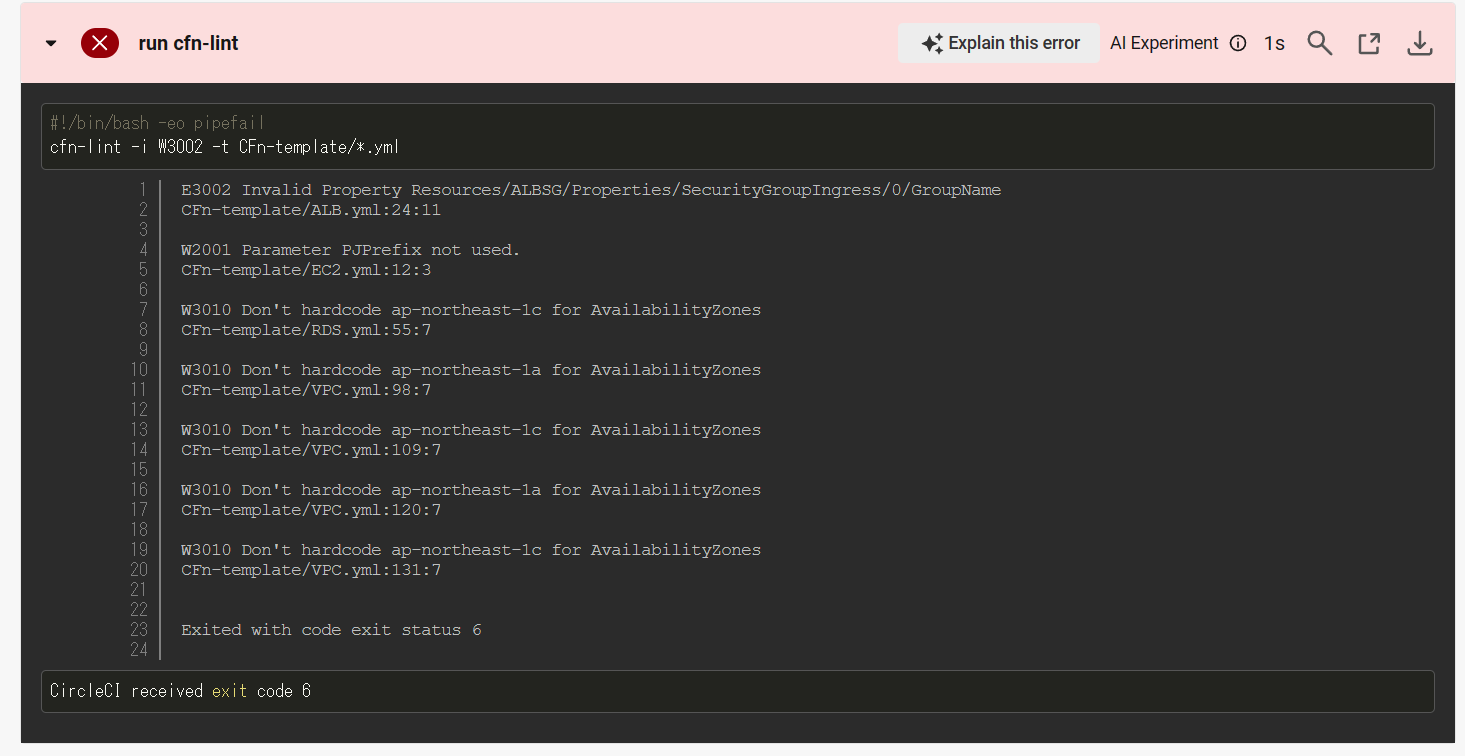 run cfn-lint
Explain this error
AI Experiment
1s
#!/bin/bash -eo pipefail
cfn-lint -i W3002 -t CFn-template/*.yml
1 E3002 Invalid Property Resources/ALBSG/Properties/SecurityGroupIngress/0/GroupName
2 CFn-template/ALB.yml:24:11
3
4 W2001 Parameter PJPrefix not used.
5 CFn-template/EC2.yml:12:3
6
7 W3010 Don't hardcode ap-northeast-1c for AvailabilityZones
8 CFn-template/RDS.yml:55:7
9
10 W3010 Don't hardcode ap-northeast-1a for AvailabilityZones
11 CFn-template/VPC.yml:98:7
12
13 W3010 Don't hardcode ap-northeast-1c for AvailabilityZones
14 CFn-template/VPC.yml:109:7
15
16 W3010 Don't hardcode ap-northeast-1a for AvailabilityZones
17 CFn-template/VPC.yml:120:7
18
19 W3010 Don't hardcode ap-northeast-1c for AvailabilityZones
20 CFn-template/VPC.yml:131:7
21
22
23 Exited with code exit status 6
24
CircleCI received exit code 6